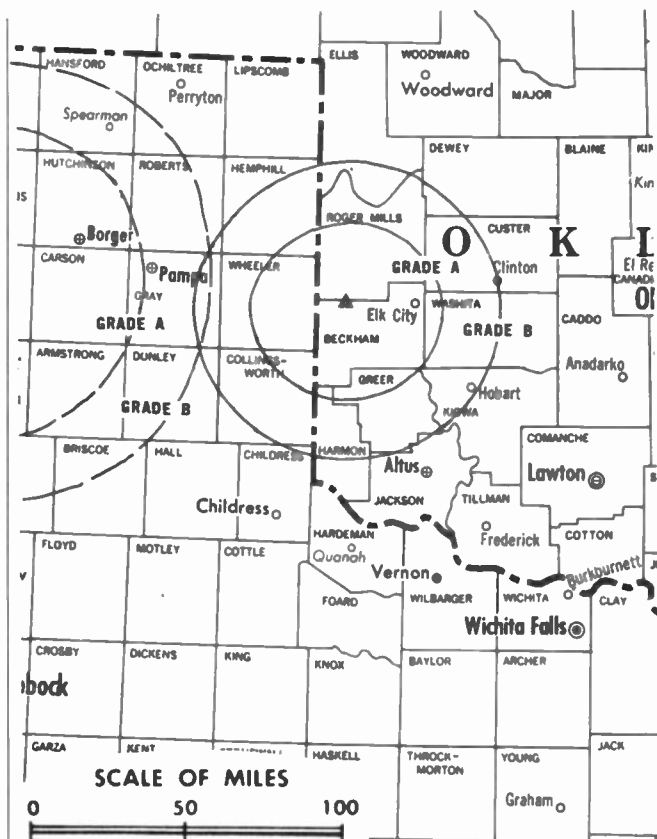 HANSFORD
OCHILTREE
LIPSCOMB
ELLIS
WOODWARD
Perryton
Woodward
MAJOR
Spearman
DEWEY
BLAINE
HUTCHINSON
ROBERTS
HEMPHILL
ROGER MILLS
CUSTER
O K L
Borger
CARSON
Pampa
WHEELER
GRADE A
Clinton
GRAY
Elk City
WASHITA
GRADE A
BECKHAM
GRADE B
CADDO
ARMSTRONG
DONLEY
COLLINGS-
WORTH
GREER
Anadarko
GRADE B
Hobart
KIOWA
BRISCOE
HALL
CHILDRESS
HARMON
COMANCHE
Altus
Lawton
Childress
JACKSON
TILLMAN
HARDEMAN
Frederick
COTTON
FLOYD
MOTLEY
COTTLE
Quanah
Vernon
Burkburnett
FOARD
WILBARGER
WICHITA
CLAY
Wichita Falls
CROSBY
DICKENS
KING
KNOX
BAYLOR
ARCHER
bock
GARZA
KENT
HASKELL
THROCK-
MORTON
YOUNG
JACK
SCALE OF MILES
0 50 100
Graham